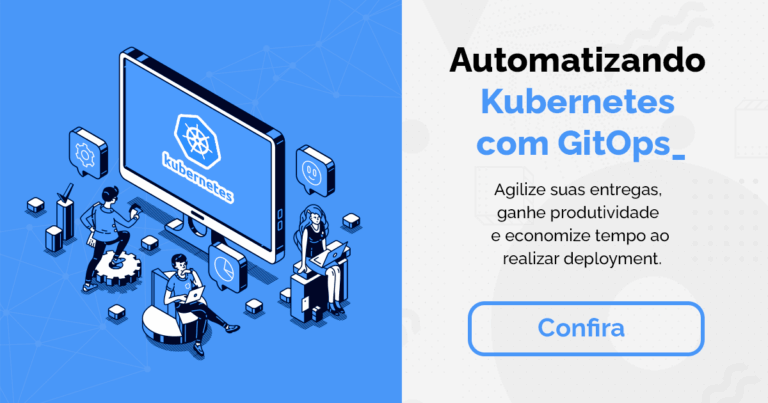 kubernetes
Automatizando
Kubernetes
com GitOps_
Agilize suas entregas,
ganhe produtividade
e economize tempo ao
realizar deployment.
Confira